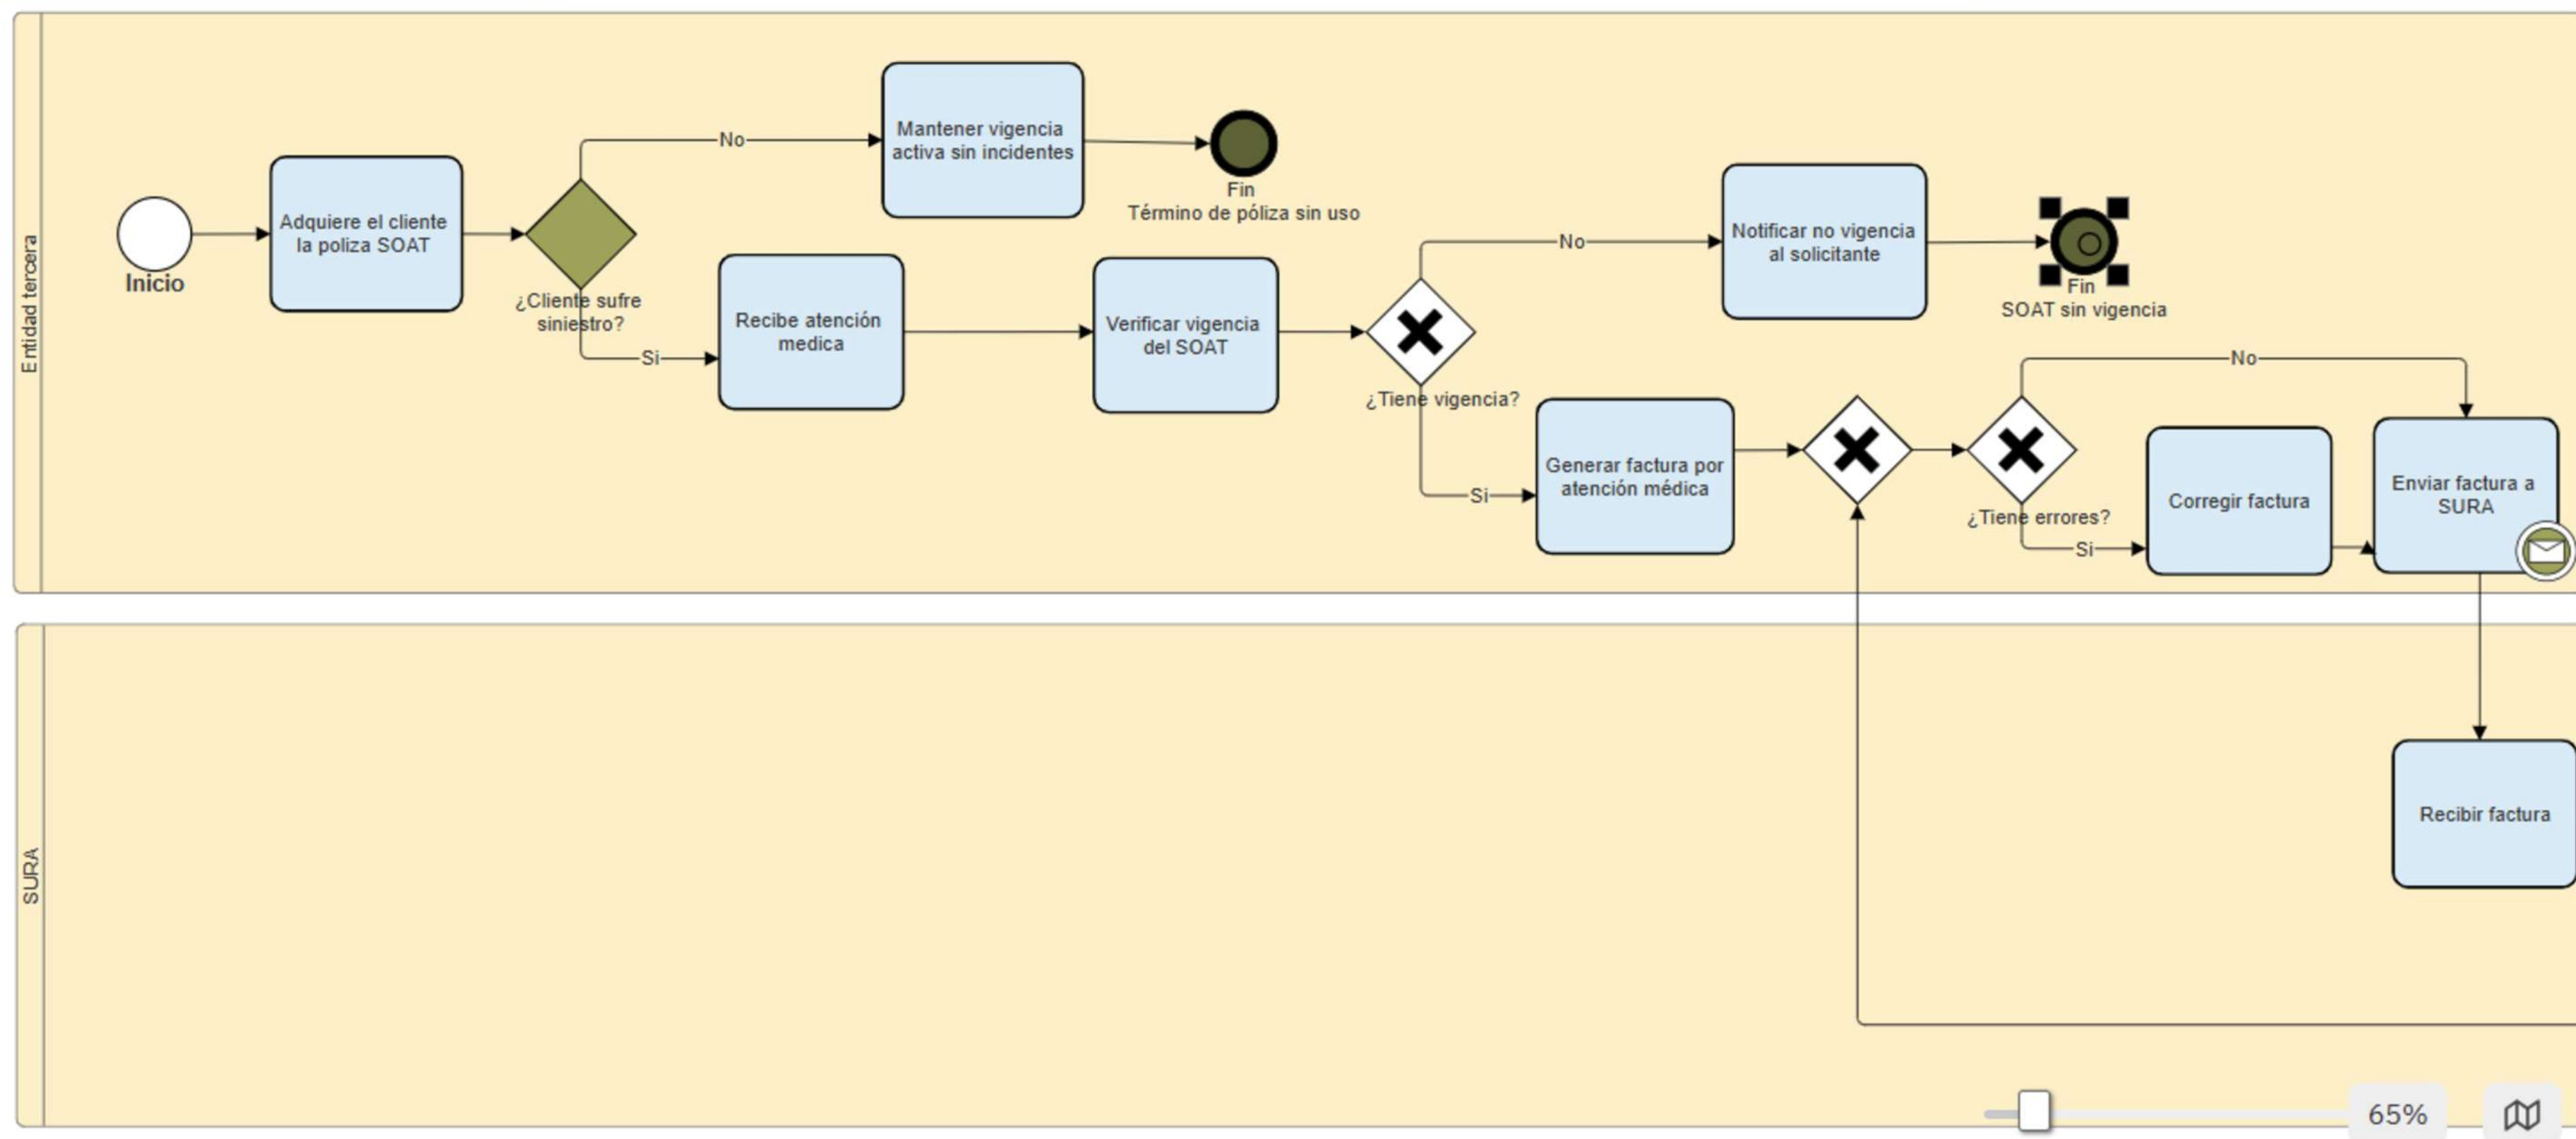 Entidad tercera
Inicio
Adquiere el cliente
la poliza SOAT
¿Cliente sufre
siniestro?
No
Mantener vigencia
activa sin incidentes
Fin
Término de póliza sin uso
Si
Recibe atención
medica
Verificar vigencia
del SOAT
¿Tiene vigencia?
No
Notificar no vigencia
al solicitante
Fin
SOAT sin vigencia
Si
Generar factura por
atención médica
¿Tiene errores?
No
Si
Corregir factura
Enviar factura a
SURA
SURA
Recibir factura
65%